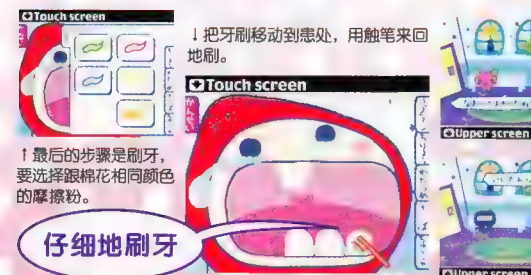 Touch screen
↓把牙刷移动到患处，用触笔来回
地刷。
Touch screen
↑最后的步骤是刷牙，
要选择跟棉花相同颜色
的摩擦粉。
仔细地刷牙
Upper screen
Upper screen